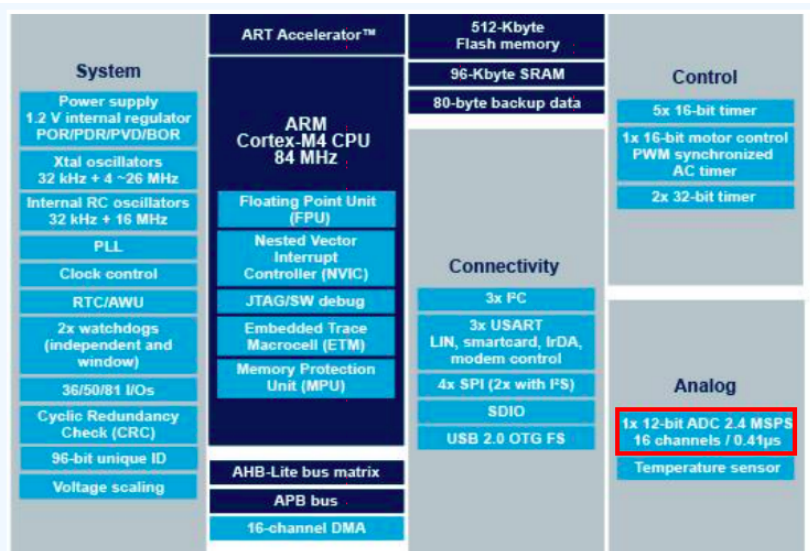 System
Power supply
1.2 V internal regulator
POR/PDR/PVD/BOR
Xtal oscillators
32 kHz + 4 ~26 MHz
Internal RC oscillators
32 kHz + 16 MHz
PLL
Clock control
RTC/AWU
2x watchdogs
(independent and
window)
36/50/81 I/Os
Cyclic Redundancy
Check (CRC)
96-bit unique ID
Voltage scaling
ART Accelerator™
ARM
Cortex-M4 CPU
84 MHz
Floating Point Unit
(FPU)
Nested Vector
Interrupt
Controller (NVIC)
JTAG/SW debug
Embedded Trace
Macrocell (ETM)
Memory Protection
Unit (MPU)
AHB-Lite bus matrix
APB bus
16-channel DMA
512-Kbyte
Flash memory
96-Kbyte SRAM
80-byte backup data
Connectivity
3x I²C
3x USART
LIN, smartcard, IrDA,
modem control
4x SPI (2x with I²S)
SDIO
USB 2.0 OTG FS
Control
5x 16-bit timer
1x 16-bit motor control
PWM synchronized
AC timer
2x 32-bit timer
Analog
1x 12-bit ADC 2.4 MSPS
16 channels / 0.41µs
Temperature sensor